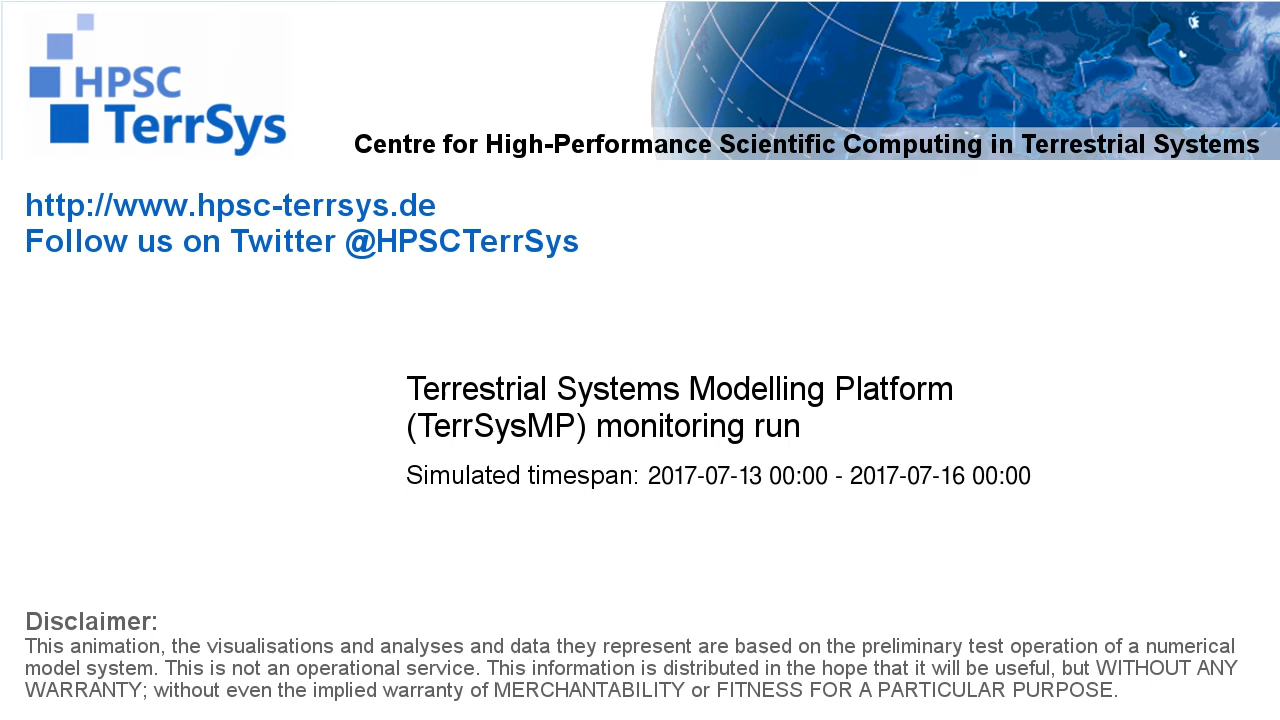 HPSC
TerrSys
Centre for High-Performance Scientific Computing in Terrestrial Systems
http://www.hpsc-terrsys.de
Follow us on Twitter @HPSCTerrSys
Terrestrial Systems Modelling Platform
(TerrSysMP) monitoring run
Simulated timespan: 2017-07-13 00:00 - 2017-07-16 00:00
Disclaimer:
This animation, the visualisations and analyses and data they represent are based on the preliminary test operation of a numerical
model system. This is not an operational service. This information is distributed in the hope that it will be useful, but WITHOUT ANY
WARRANTY; without even the implied warranty of MERCHANTABILITY or FITNESS FOR A PARTICULAR PURPOSE.